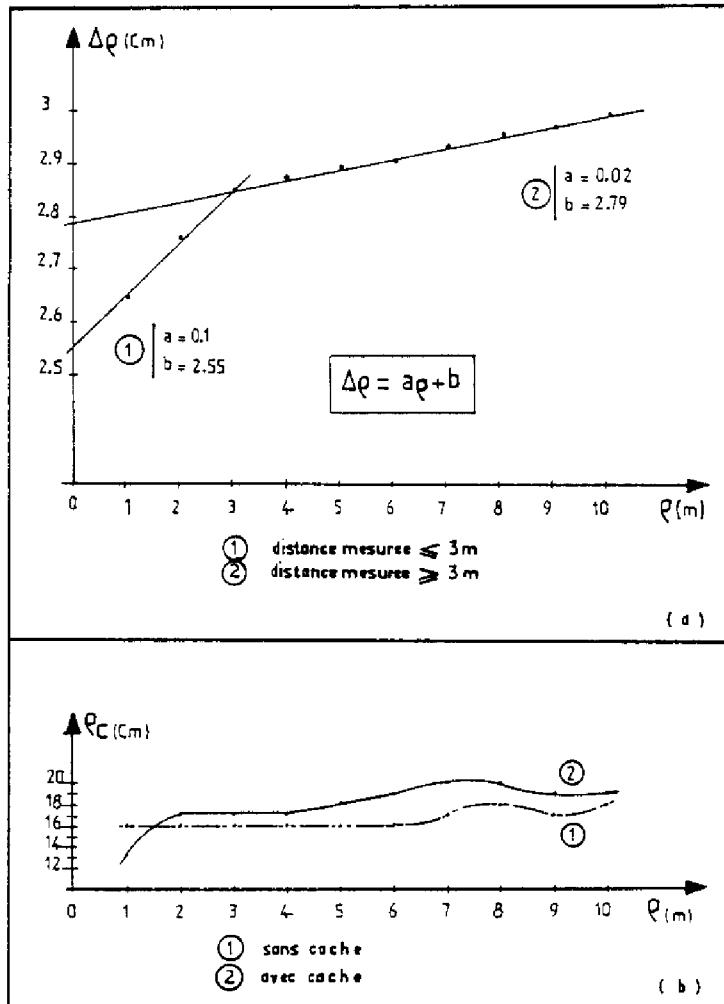 Δρ (Cm)
3
2.9
2.8
2.7
2.6
2.5
① a = 0.1
b = 2.55
② a = 0.02
b = 2.79
Δρ = aρ+b
0 1 2 3 4 5 6 7 8 9 10 ρ(m)
① distance mesuree ⩽ 3m
② distance mesuree ⩾ 3m
(a)
ρc (Cm)
20
18
16
14
12
②
①
0 1 2 3 4 5 6 7 8 9 10 ρ(m)
① sans cache
② avec cache
(b)